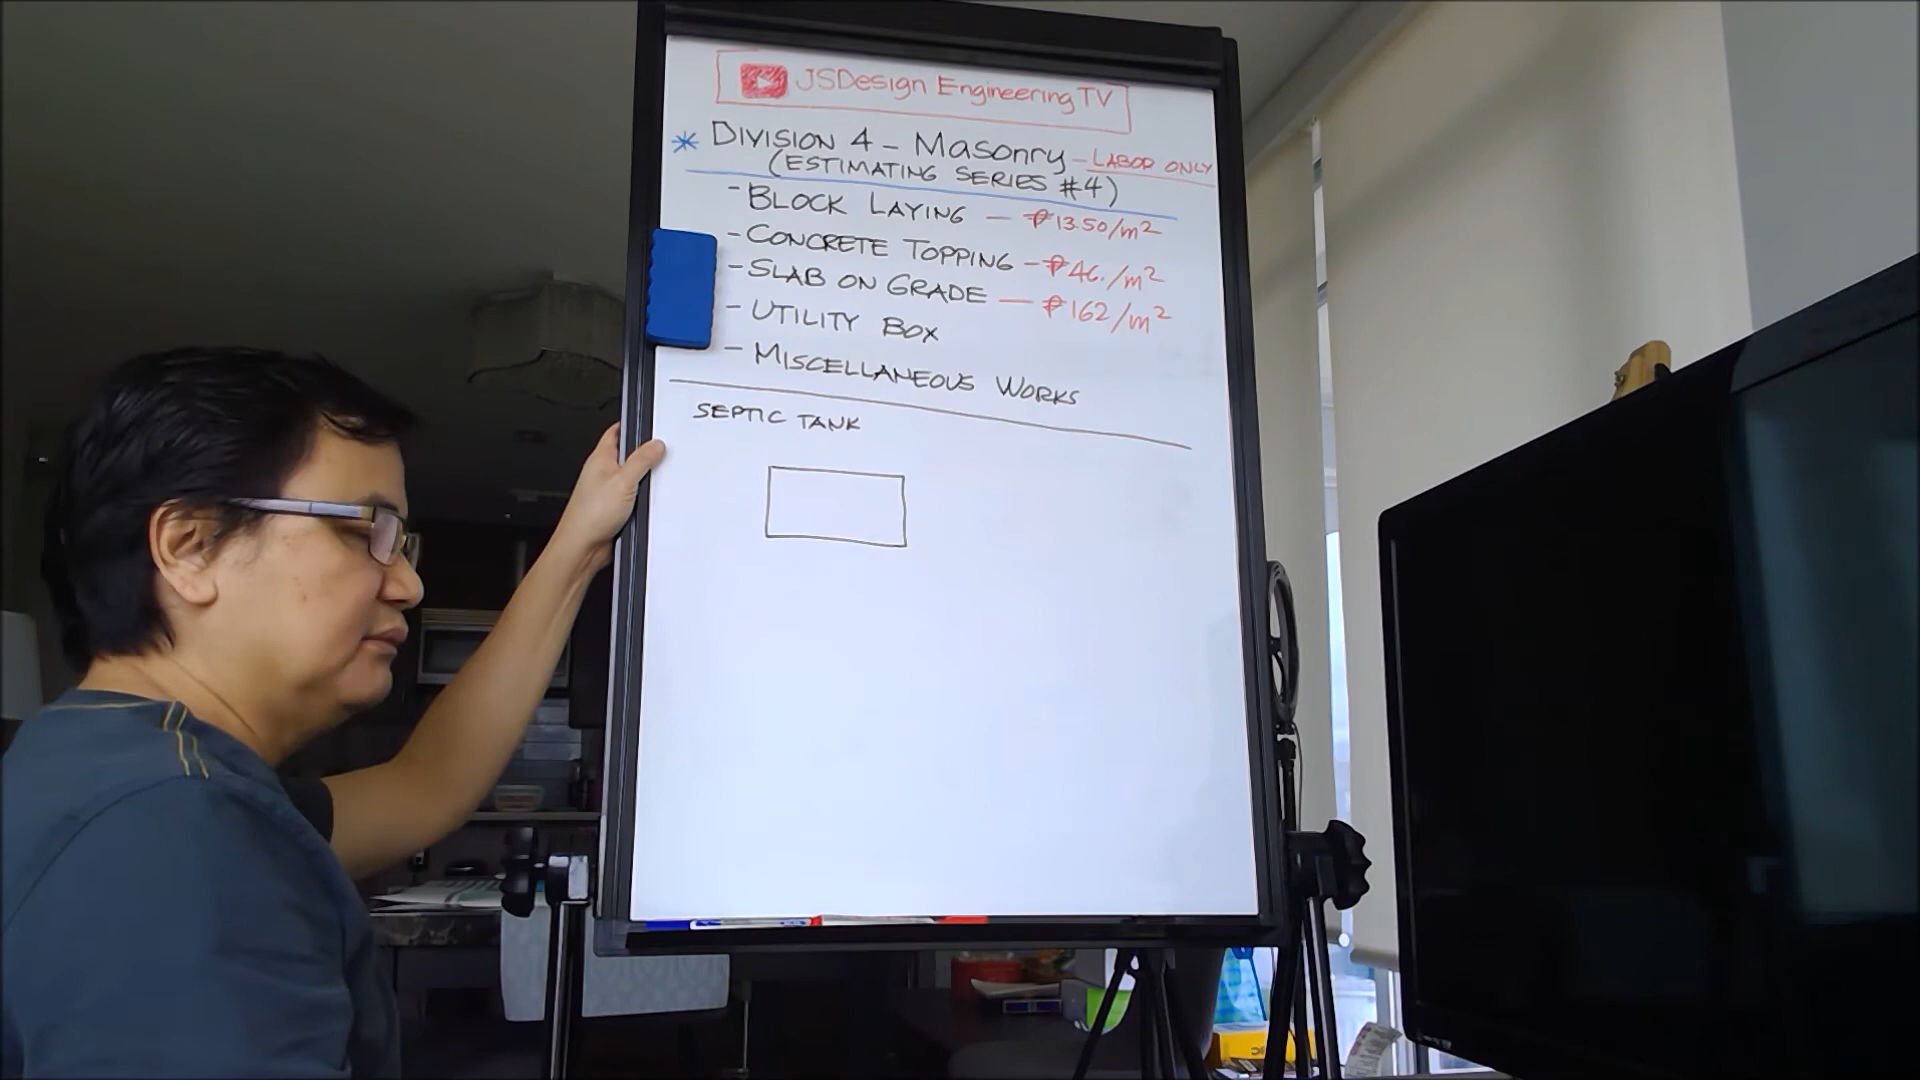 JSDesign Engineering TV
* DIVISION 4 - Masonry - LABOR ONLY
(ESTIMATING SERIES #4)
- BLOCK LAYING — ₱13.50/m²
- CONCRETE TOPPING - ₱46./m²
- SLAB ON GRADE — ₱162/m²
- UTILITY BOX
- MISCELLANEOUS WORKS
SEPTIC TANK